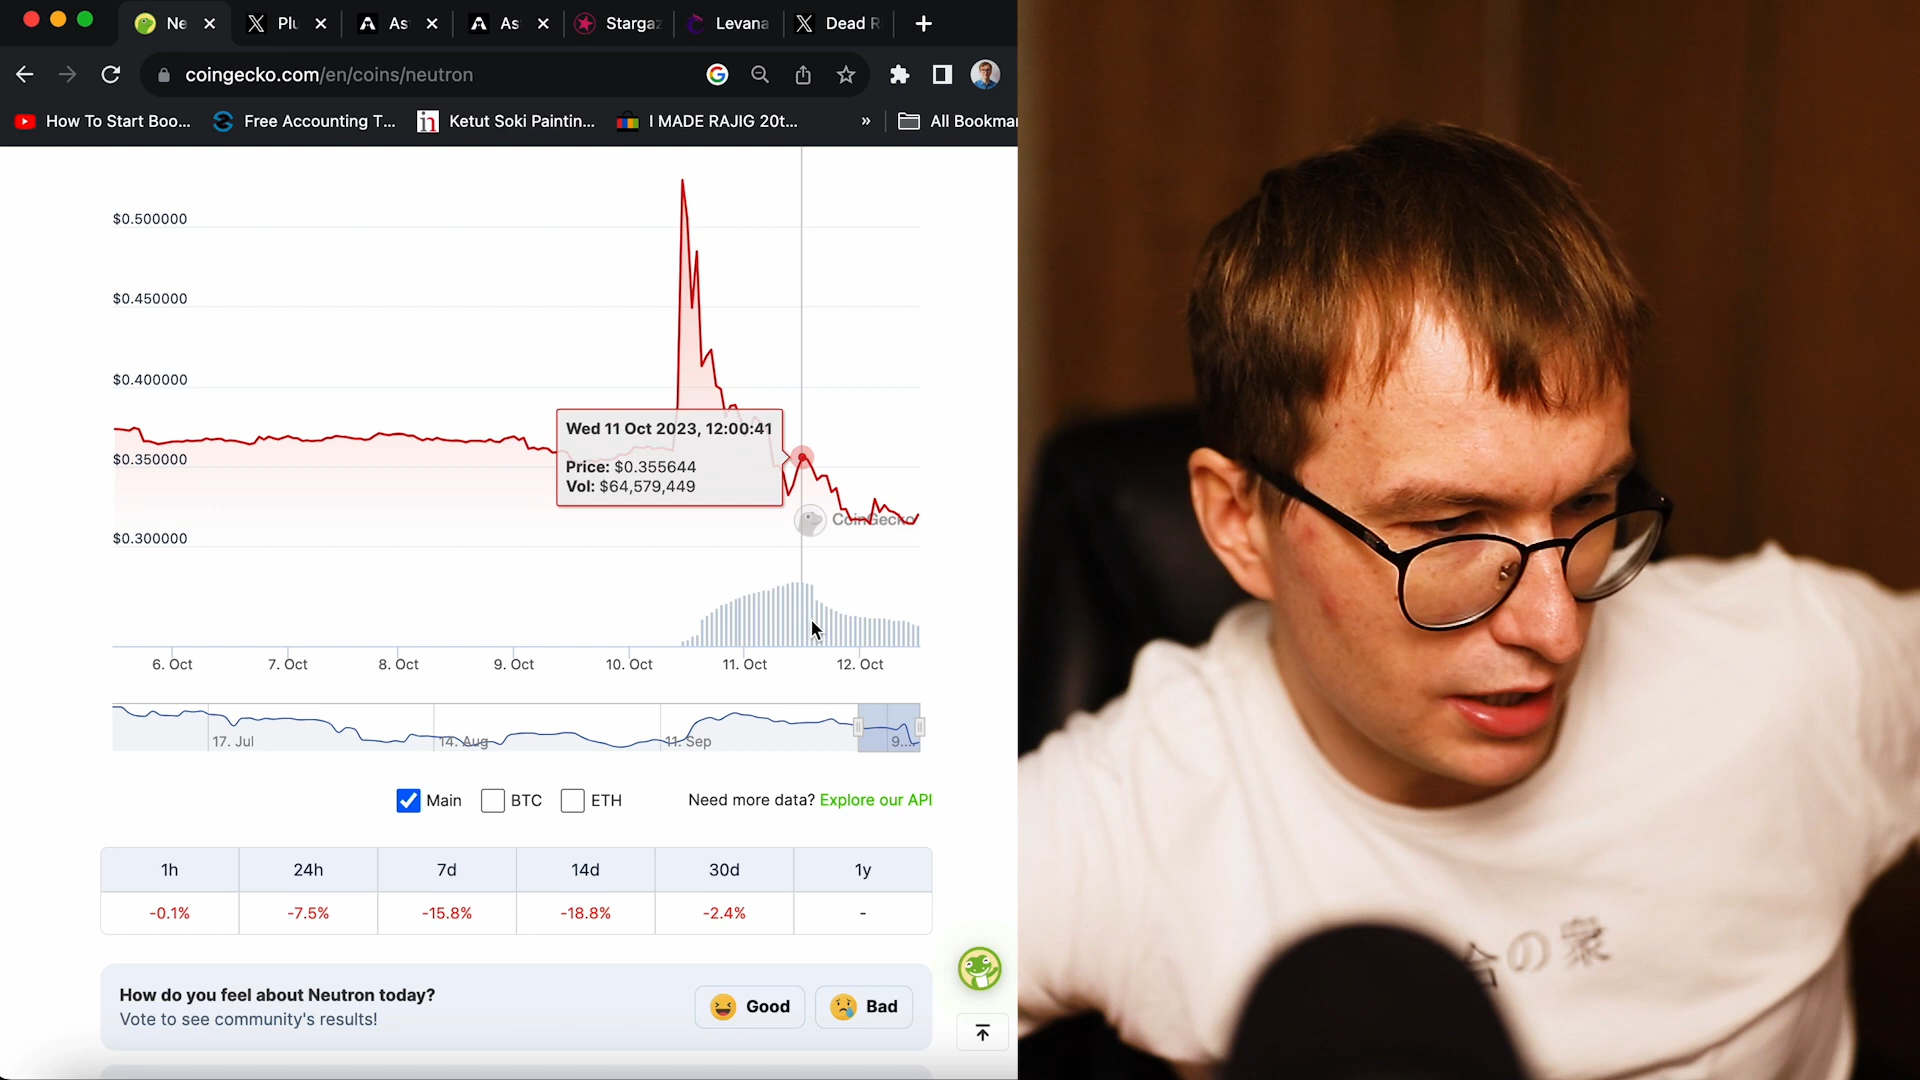 Ne
Plu
As
As
Stargaz
Levana
Dead R
coingecko.com/en/coins/neutron
How To Start Boo...
Free Accounting T...
Ketut Soki Paintin...
I MADE RAJIG 20t...
»
All Bookmar
$0.500000
$0.450000
$0.400000
$0.350000
$0.300000
Wed 11 Oct 2023, 12:00:41
Price: $0.355644
Vol: $64,579,449
CoinGecko
6. Oct
7. Oct
8. Oct
9. Oct
10. Oct
11. Oct
12. Oct
17. Jul
14. Aug
11. Sep
9....
Main
BTC
ETH
Need more data? Explore our API
1h 24h 7d 14d 30d 1y
-0.1% -7.5% -15.8% -18.8% -2.4% -
How do you feel about Neutron today?
Vote to see community's results!
Good
Bad
の衆